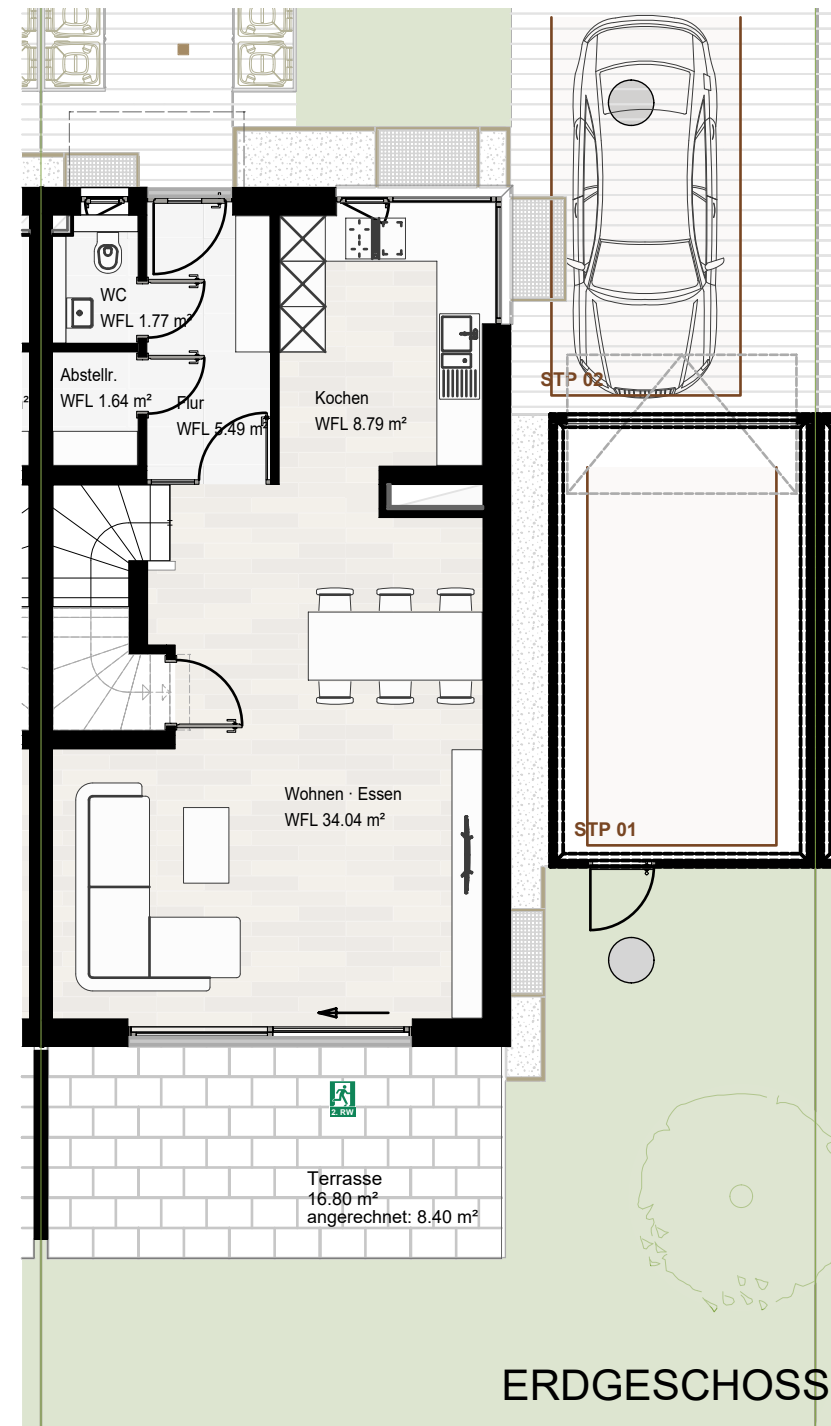 WC
WFL 1.77 m²
Abstellr.
WFL 1.64 m²
Flur
WFL 5.49 m²
Kochen
WFL 8.79 m²
STP 02
Wohnen · Essen
WFL 34.04 m²
STP 01
2. RW
Terrasse
16.80 m²
angerechnet: 8.40 m²
ERDGESCHOSS